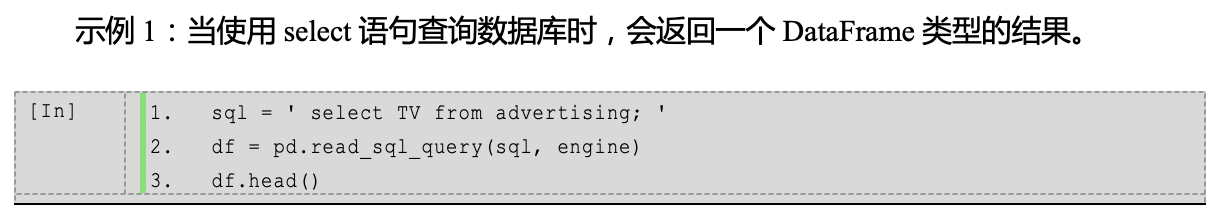 示例 1：当使用 select 语句查询数据库时，会返回一个 DataFrame 类型的结果。
[In] 1. sql = ' select TV from advertising; '
2. df = pd.read_sql_query(sql, engine)
3. df.head()